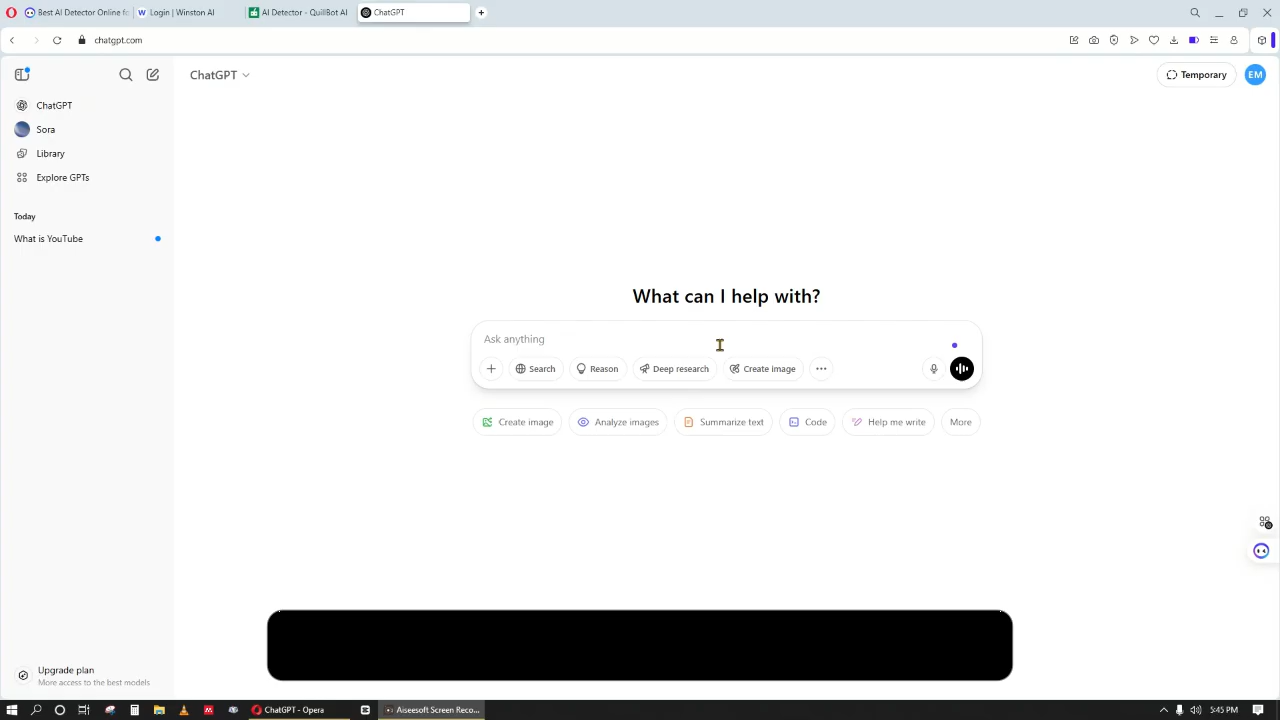 Best AI Detector Online fo
Login | Winston AI
AI Detector - QuillBot AI
ChatGPT
chatgpt.com
ChatGPT
Temporary
EM
ChatGPT
Sora
Library
Explore GPTs
Today
What is YouTube
What can I help with?
Ask anything
Search
Reason
Deep research
Create image
Create image
Analyze images
Summarize text
Code
Help me write
More
Upgrade plan
More access to the best models
ChatGPT - Opera
Aiseesoft Screen Reco...
5:45 PM